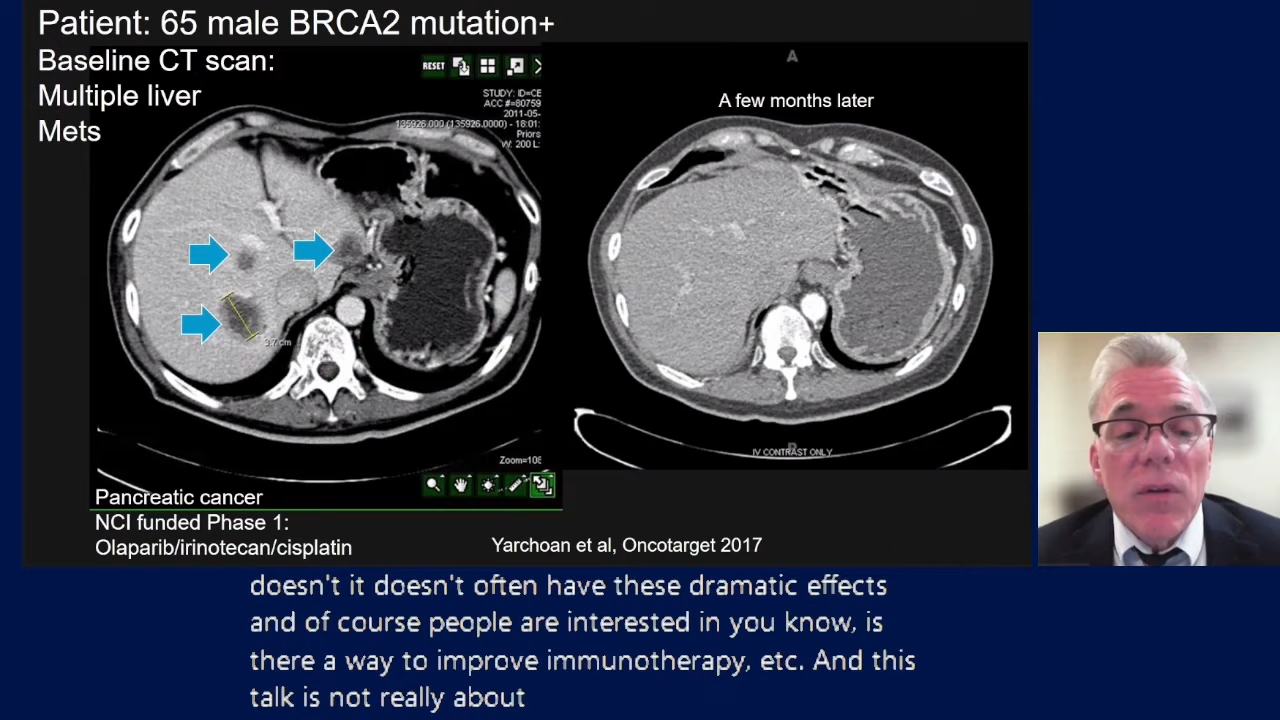 Patient: 65 male BRCA2 mutation+
Baseline CT scan:
Multiple liver
Mets
RESET
STUDY: ID=CE
ACC #=80759
2011-05-
135926.000 (135926.0000) - 18:01:
Priors
W: 200 L:
A
A few months later
3.7 cm
Zoom=108
IV CONTRAST ONLY
Pancreatic cancer
NCI funded Phase 1:
Olaparib/irinotecan/cisplatin
Yarchoan et al, Oncotarget 2017
doesn't it doesn't often have these dramatic effects
and of course people are interested in you know, is
there a way to improve immunotherapy, etc. And this
talk is not really about